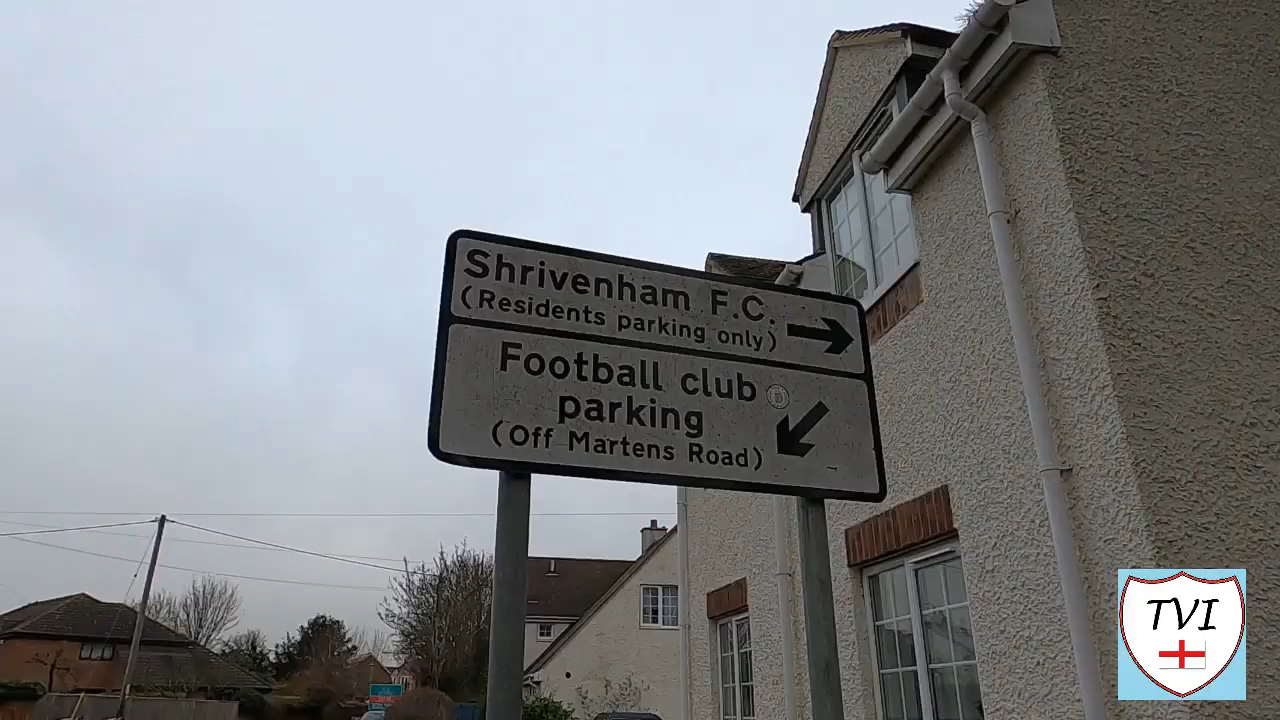 Shrivenham F.C.
(Residents parking only)
Football club
parking
(Off Martens Road)
TVI